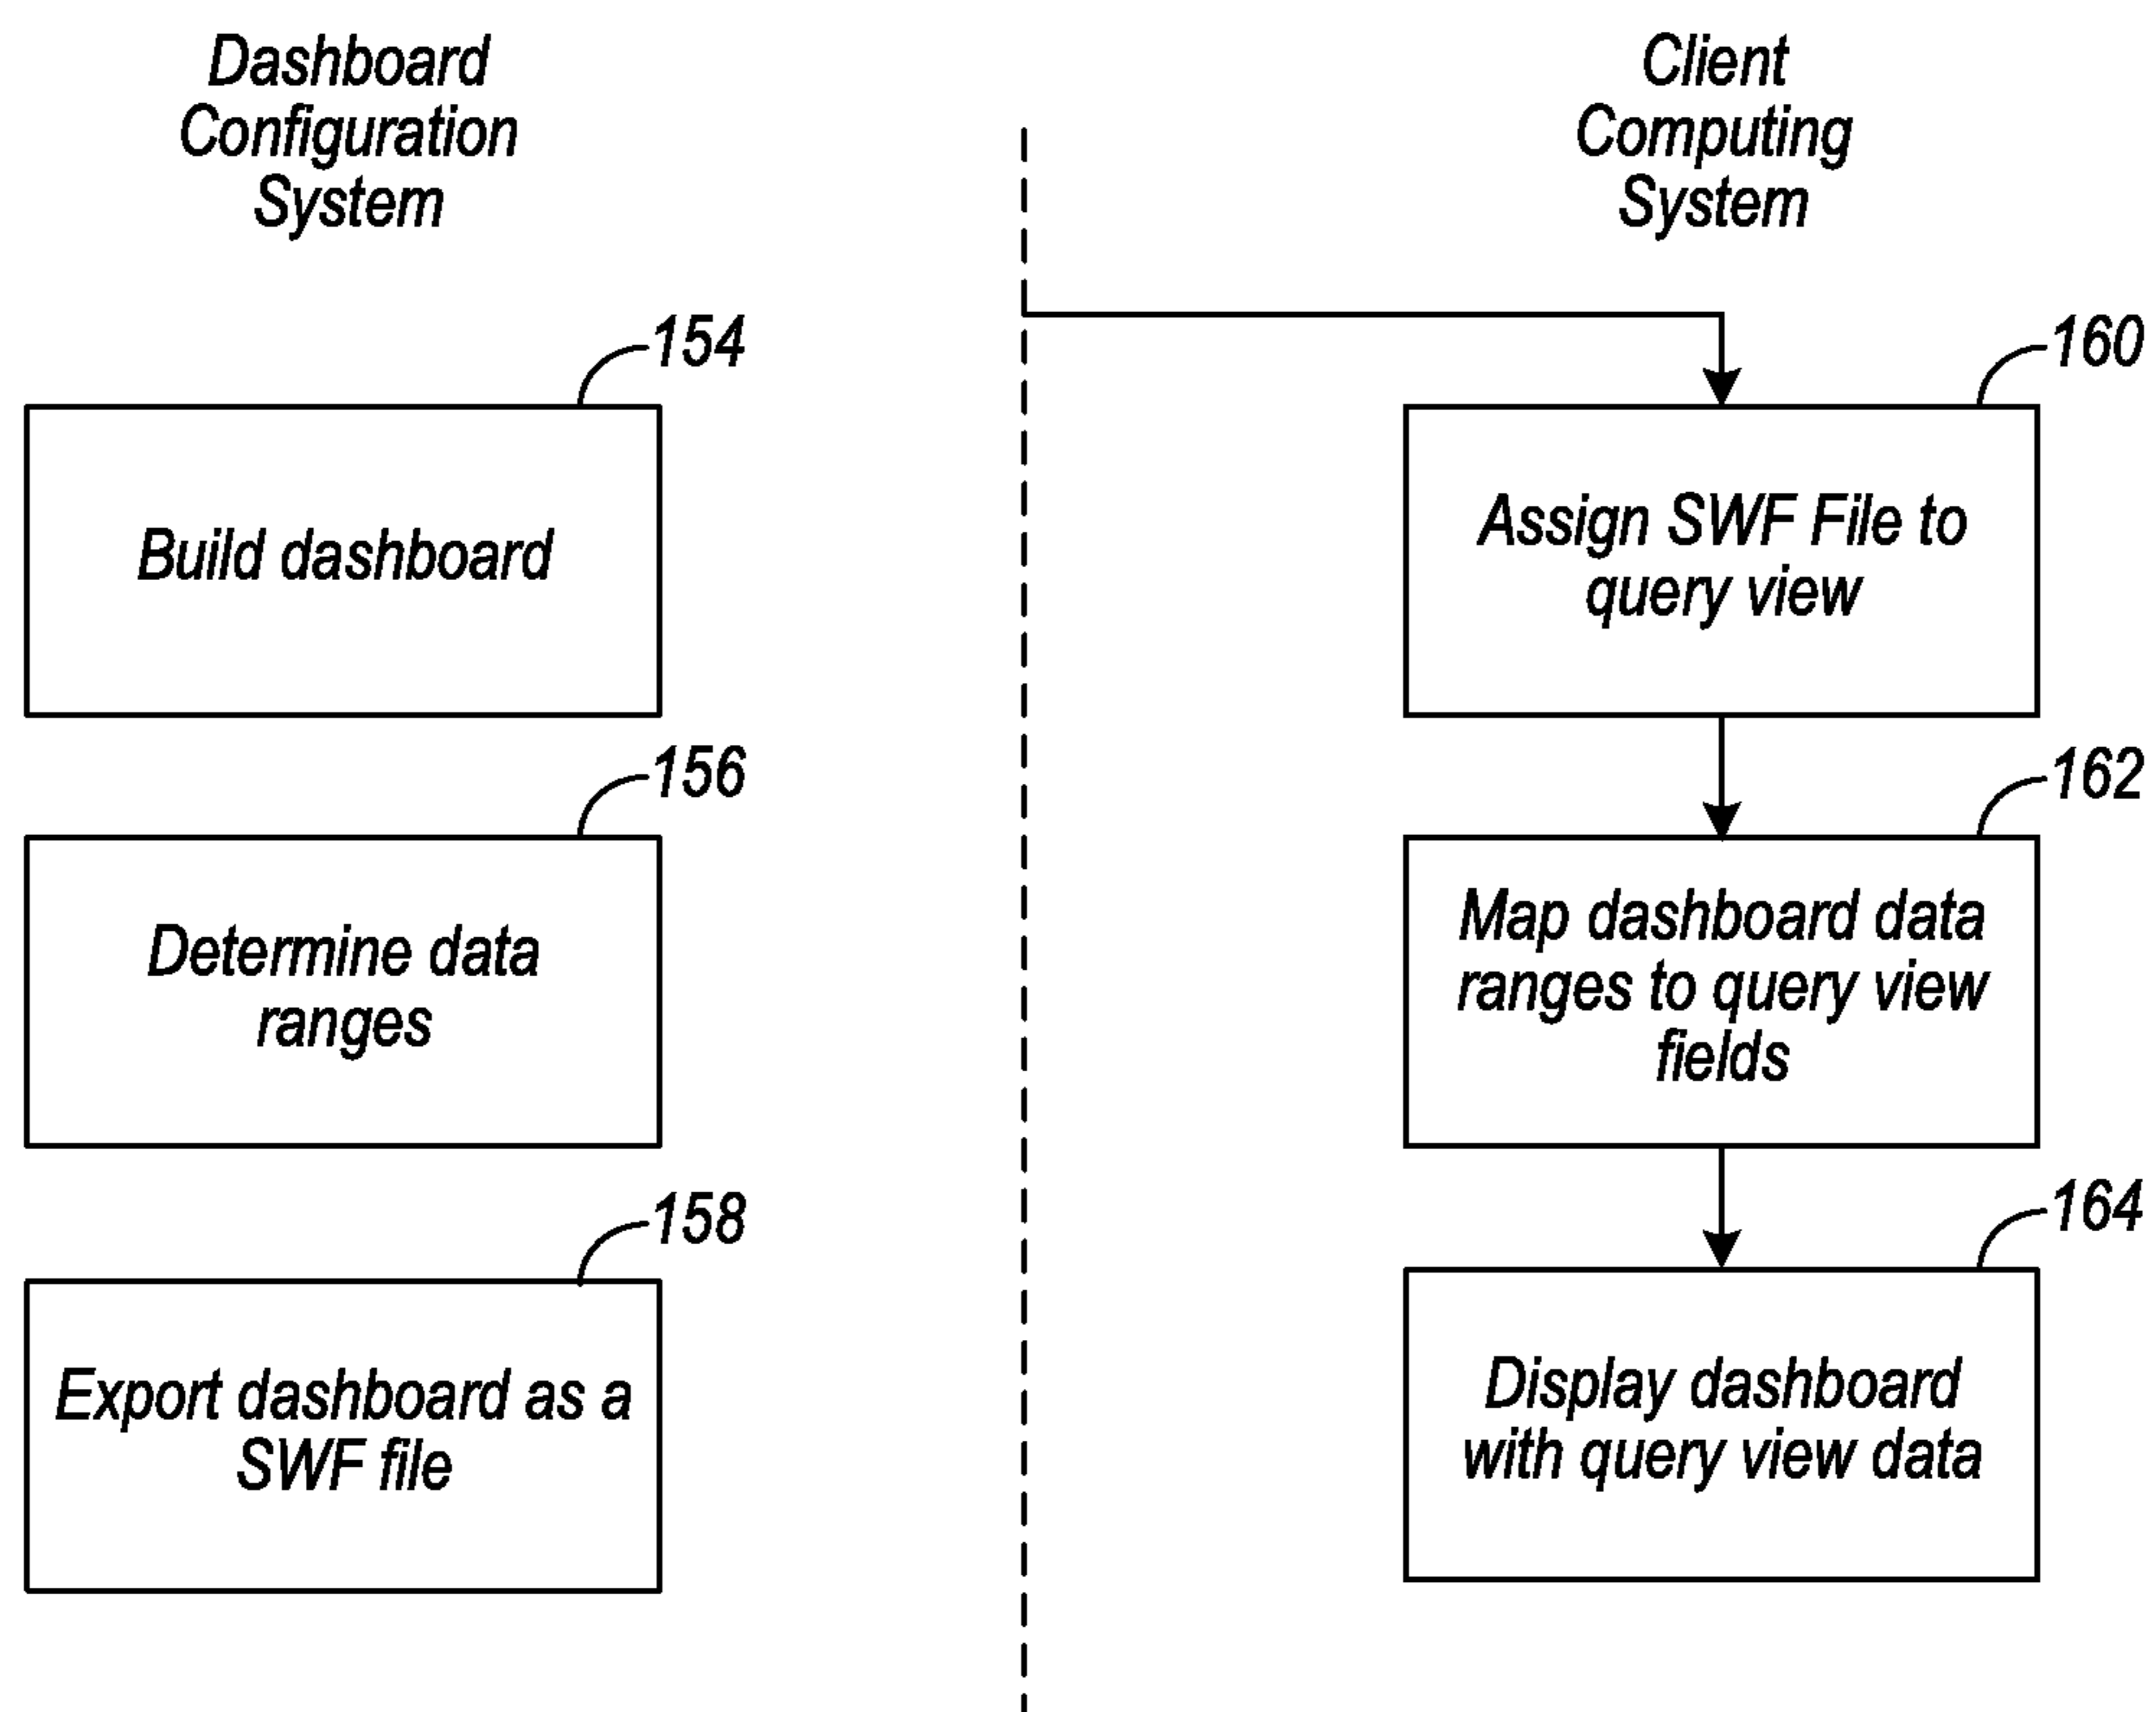 Dashboard
Configuration
System
154
Build dashboard
156
Determine data
ranges
158
Export dashboard as a
SWF file
Client
Computing
System
160
Assign SWF File to
query view
162
Map dashboard data
ranges to query view
fields
164
Display dashboard
with query view data